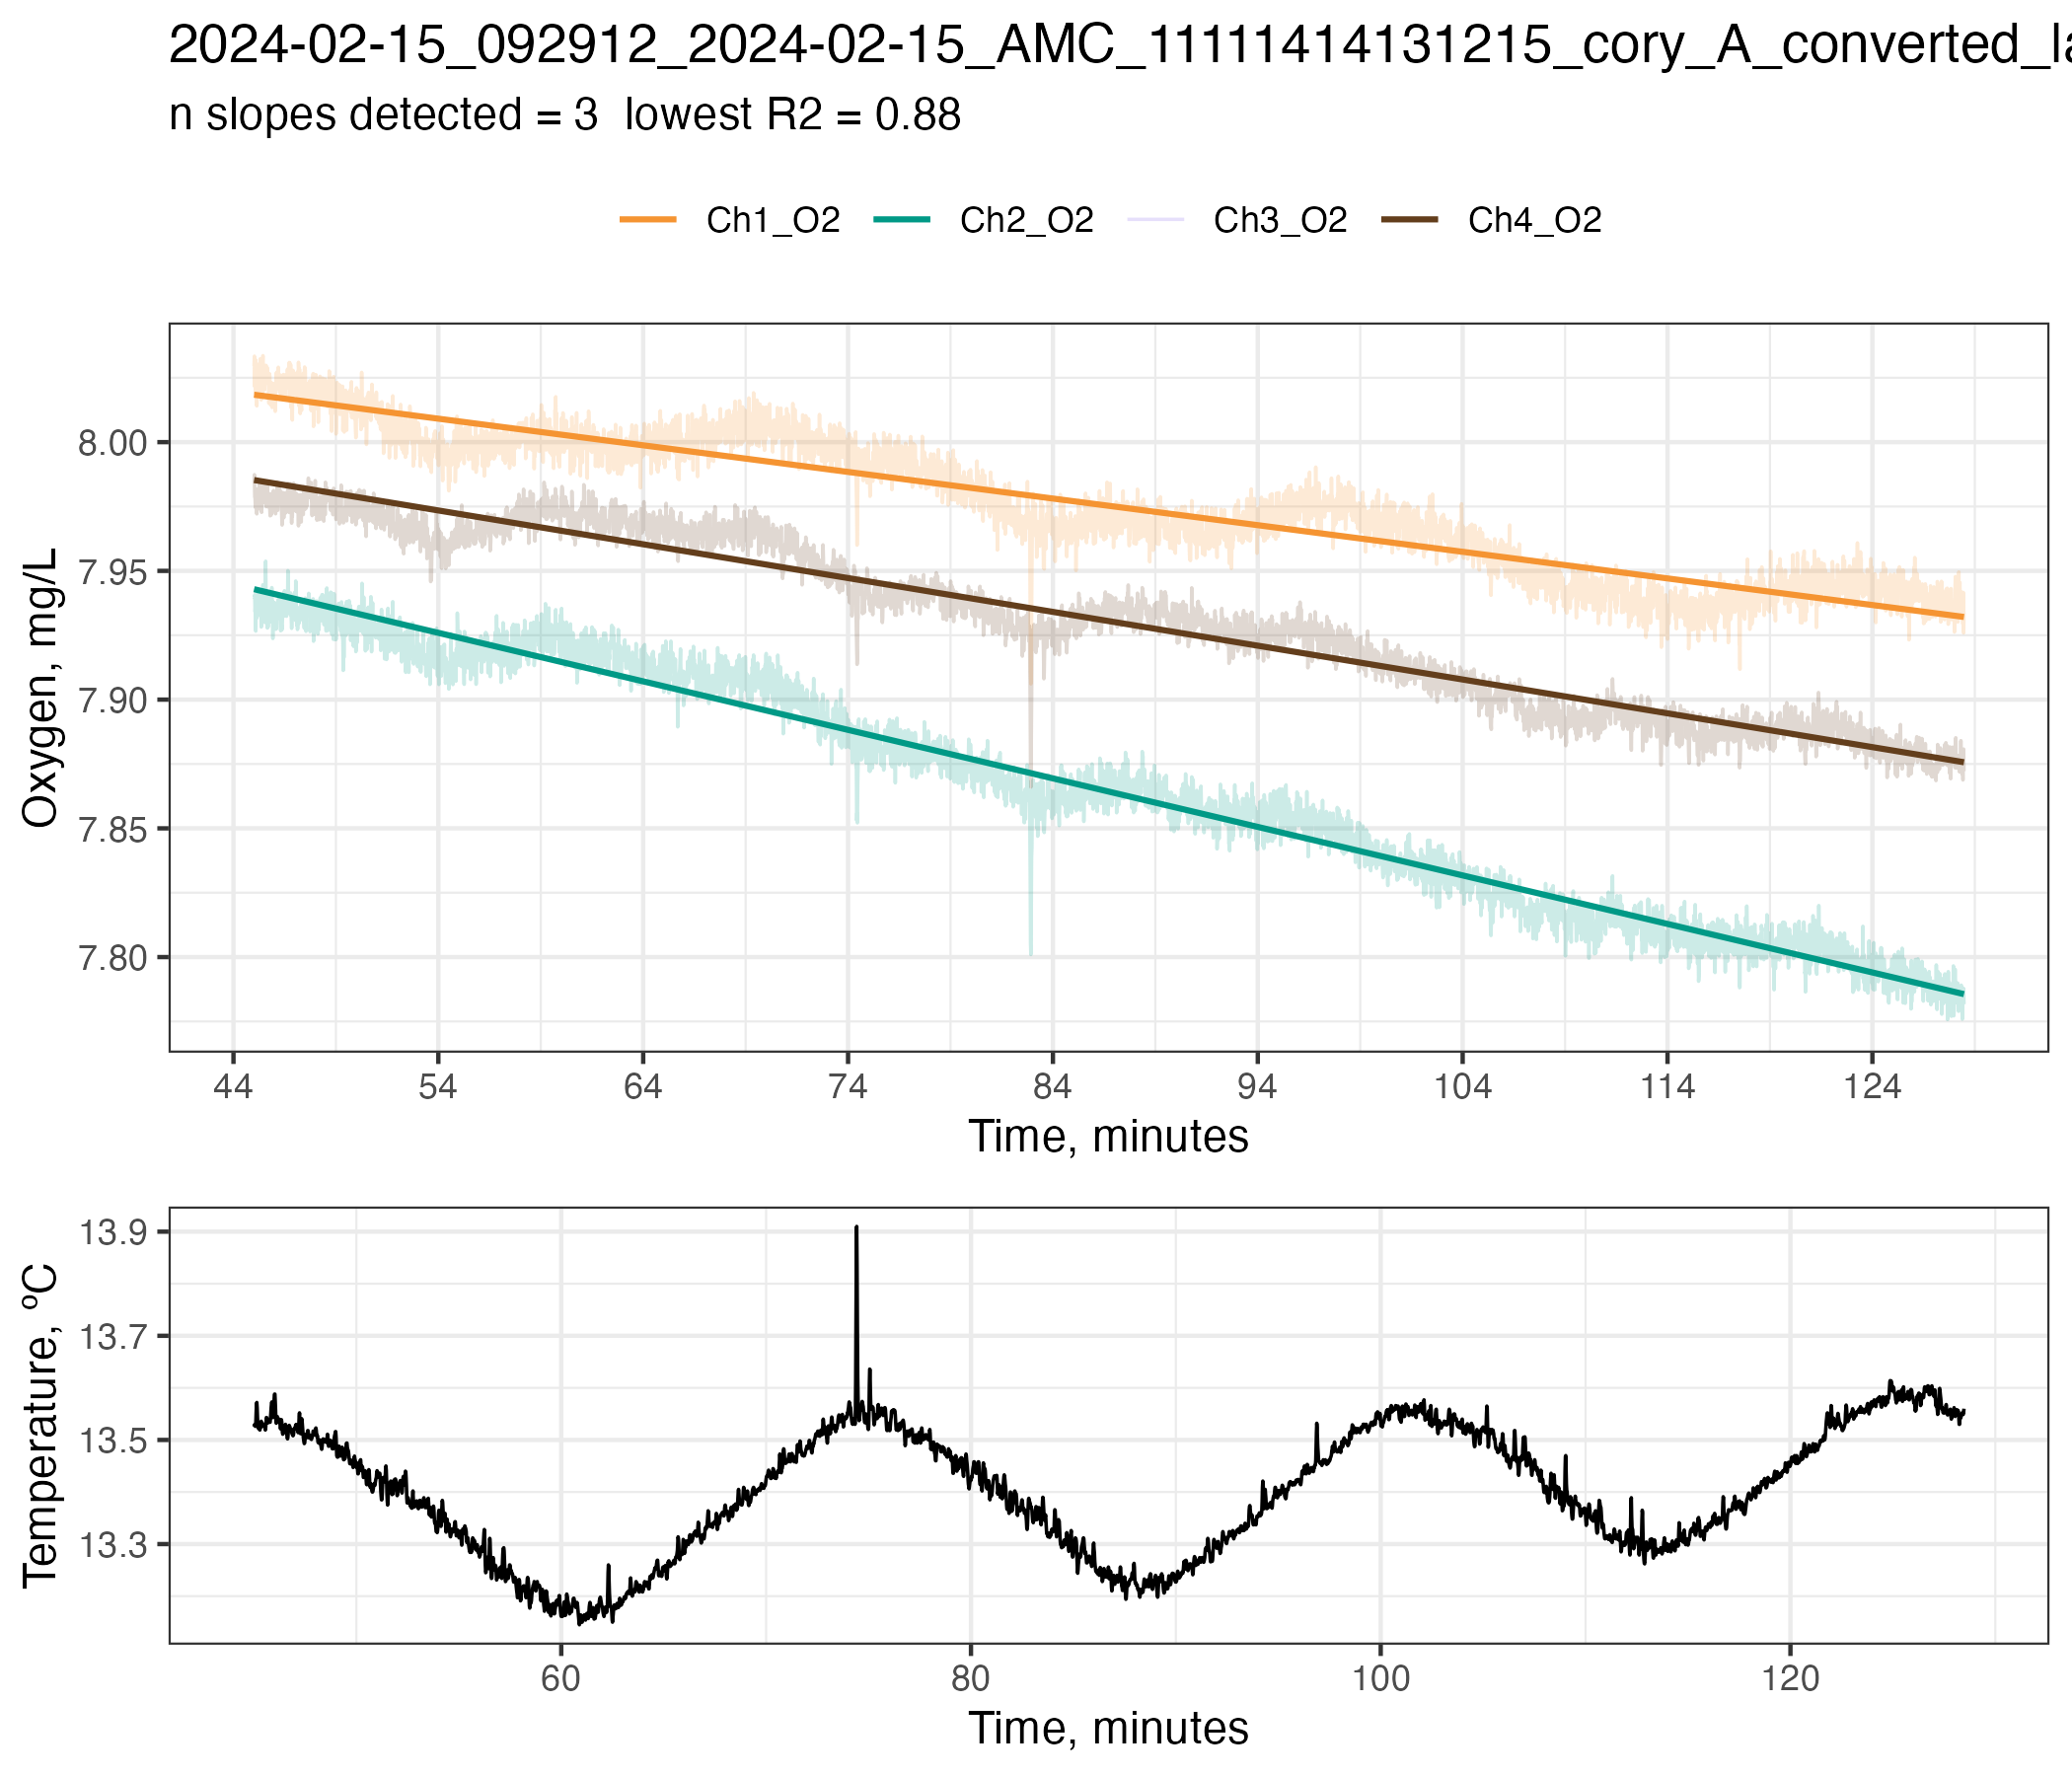 2024-02-15_092912_2024-02-15_AMC_11111414131215_cory_A_converted_la
n slopes detected = 3  lowest R2 = 0.88
Ch1_O2 Ch2_O2 Ch3_O2 Ch4_O2
Oxygen, mg/L
8.00
7.95
7.90
7.85
7.80
44 54 64 74 84 94 104 114 124
Time, minutes
Temperature, ºC
13.9
13.7
13.5
13.3
60 80 100 120
Time, minutes